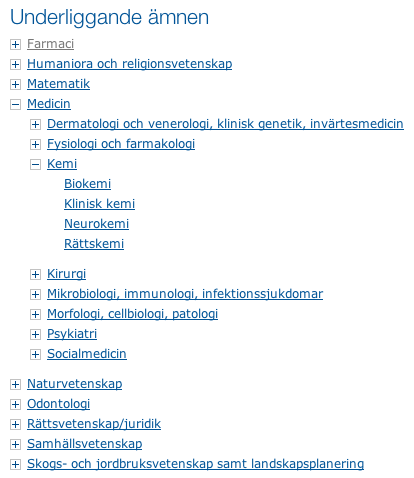 Underliggande ämnen
Farmaci
Humaniora och religionsvetenskap
Matematik
Medicin
Dermatologi och venerologi, klinisk genetik, invärtesmedicin
Fysiologi och farmakologi
Kemi
Biokemi
Klinisk kemi
Neurokemi
Rättskemi
Kirurgi
Mikrobiologi, immunologi, infektionssjukdomar
Morfologi, cellbiologi, patologi
Psykiatri
Socialmedicin
Naturvetenskap
Odontologi
Rättsvetenskap/juridik
Samhällsvetenskap
Skogs- och jordbruksvetenskap samt landskapsplanering